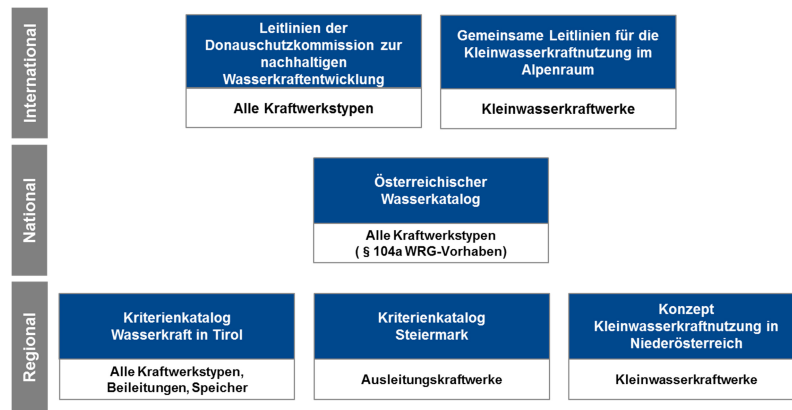 International
Leitlinien der
Donauschutzkommission zur
nachhaltigen
Wasserkraftentwicklung
Alle Kraftwerkstypen
Gemeinsame Leitlinien für die
Kleinwasserkraftnutzung im
Alpenraum
Kleinwasserkraftwerke
National
Österreichischer
Wasserkatalog
Alle Kraftwerkstypen
( § 104a WRG-Vorhaben)
Regional
Kriterienkatalog
Wasserkraft in Tirol
Alle Kraftwerkstypen,
Beileitungen, Speicher
Kriterienkatalog
Steiermark
Ausleitungskraftwerke
Konzept
Kleinwasserkraftnutzung in
Niederösterreich
Kleinwasserkraftwerke